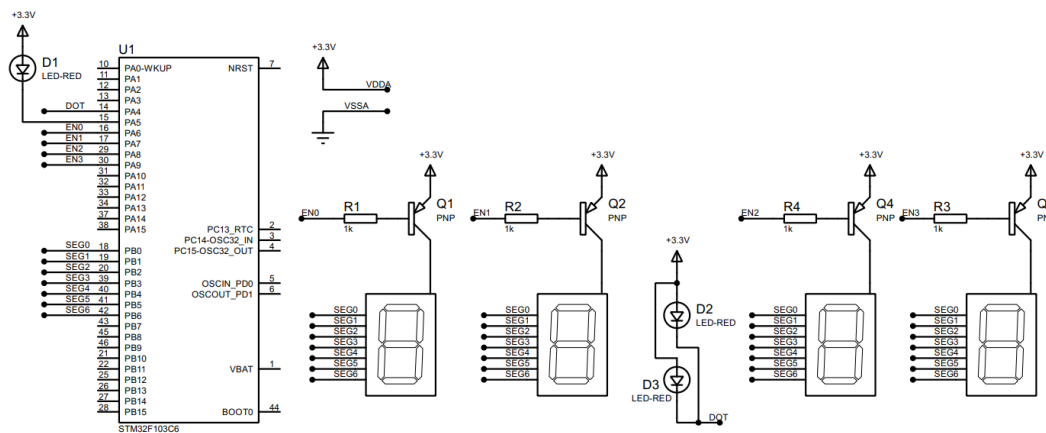 +3.3V
D1
LED-RED
U1
10 PA0-WKUP
11 PA1
12 PA2
13 PA3
DOT 14 PA4
15 PA5
EN0 16 PA6
EN1 17 PA7
EN2 29 PA8
EN3 30 PA9
31 PA10
32 PA11
33 PA12
34 PA13
37 PA14
38 PA15
SEG0 18 PB0
SEG1 19 PB1
SEG2 20 PB2
SEG3 39 PB3
SEG4 40 PB4
SEG5 41 PB5
SEG6 42 PB6
43 PB7
45 PB8
46 PB9
21 PB10
22 PB11
25 PB12
26 PB13
27 PB14
28 PB15
NRST 7
PC13_RTC 2
PC14-OSC32_IN 3
PC15-OSC32_OUT 4
OSCIN_PD0 5
OSCOUT_PD1 6
VBAT 1
BOOT0 44
STM32F103C6
+3.3V
VDDA
VSSA
+3.3V
EN0
R1
1k
Q1
PNP
SEG0
SEG1
SEG2
SEG3
SEG4
SEG5
SEG6
+3.3V
EN1
R2
1k
Q2
PNP
SEG0
SEG1
SEG2
SEG3
SEG4
SEG5
SEG6
+3.3V
D2
LED-RED
D3
LED-RED
DOT
+3.3V
EN2
R4
1k
Q4
PNP
SEG0
SEG1
SEG2
SEG3
SEG4
SEG5
SEG6
+3.3V
EN3
R3
1k
PNP
SEG0
SEG1
SEG2
SEG3
SEG4
SEG5
SEG6